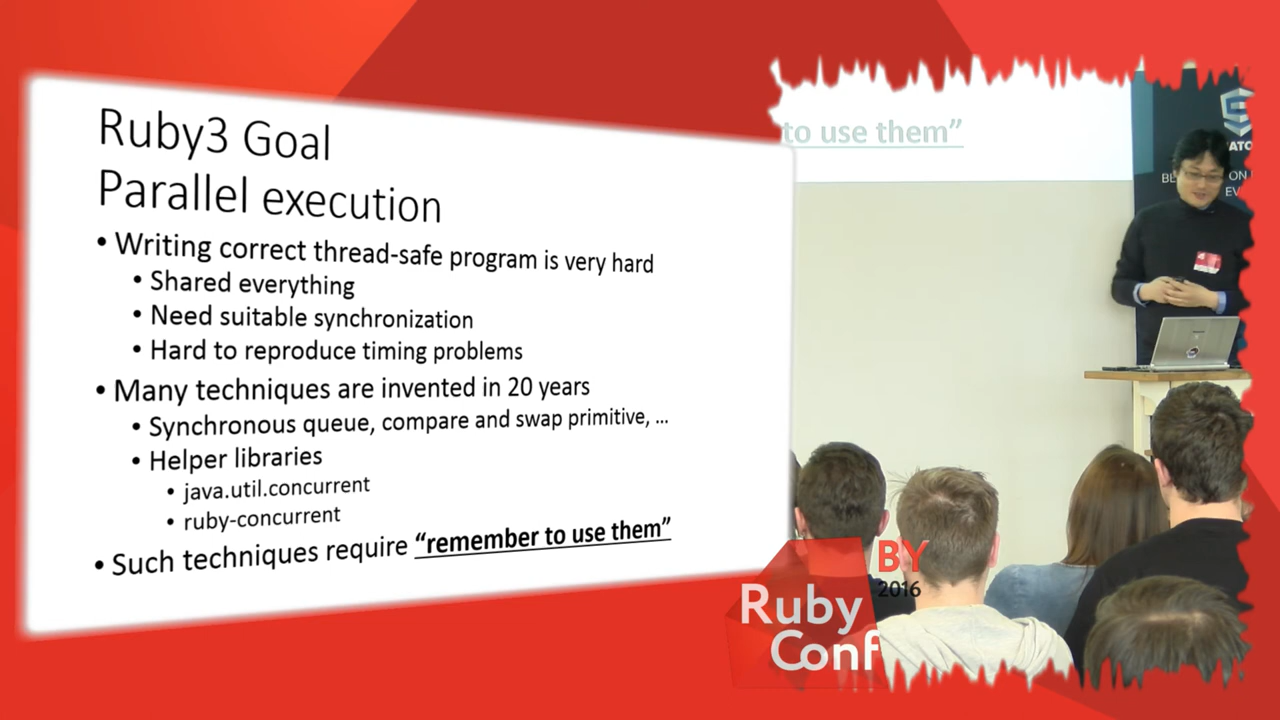 Ruby3 Goal
Parallel execution
• Writing correct thread-safe program is very hard
• Shared everything
• Need suitable synchronization
• Hard to reproduce timing problems
• Many techniques are invented in 20 years
• Synchronous queue, compare and swap primitive, ...
• Helper libraries
• java.util.concurrent
• ruby-concurrent
• Such techniques require “remember to use them”
to use them”
ON
Ruby
Conf
BY
2016